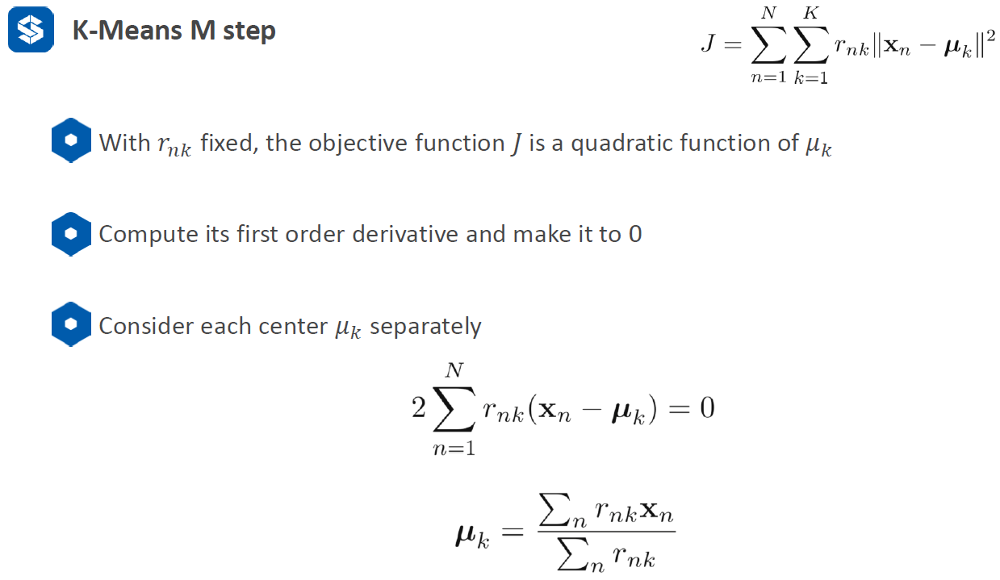 K-Means M step
J = \sum_{n=1}^{N} \sum_{k=1}^{K} r_{nk} \|\mathbf{x}_n - \boldsymbol{\mu}_k\|^2
With r_{nk} fixed, the objective function J is a quadratic function of μ_k
Compute its first order derivative and make it to 0
Consider each center μ_k separately
2 \sum_{n=1}^{N} r_{nk} (\mathbf{x}_n - \boldsymbol{\mu}_k) = 0
\boldsymbol{\mu}_k = \frac{\sum_n r_{nk} \mathbf{x}_n}{\sum_n r_{nk}}